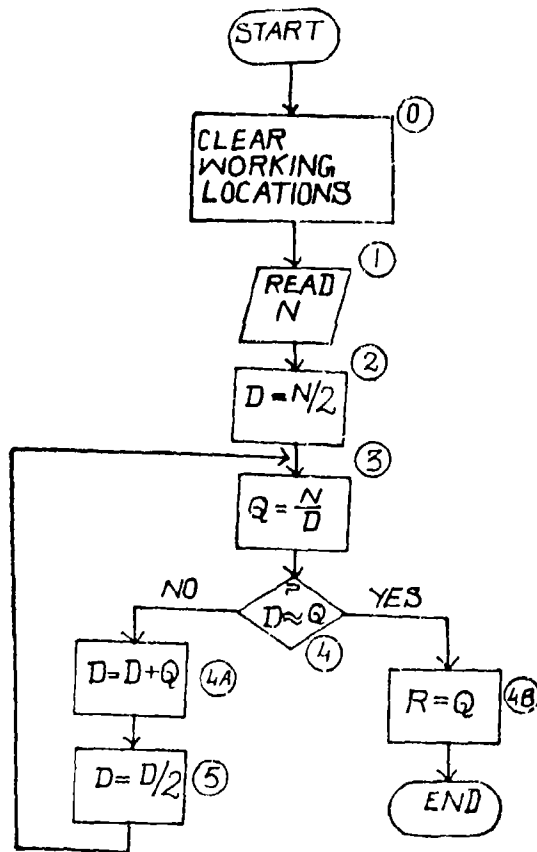 START
0
CLEAR
WORKING
LOCATIONS
1
READ
N
2
D = N/2
3
Q = N/D
?
NO
D ≈ Q
YES
4
D = D + Q
4A
R = Q
4B
D = D/2
5
END